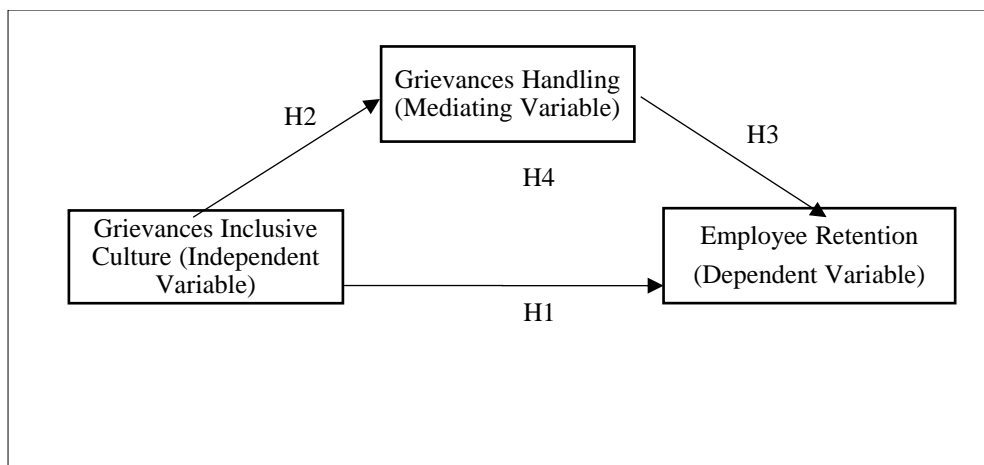 Grievances Handling
(Mediating Variable)
H2
H3
H4
Grievances Inclusive
Culture (Independent
Variable)
Employee Retention
(Dependent Variable)
H1